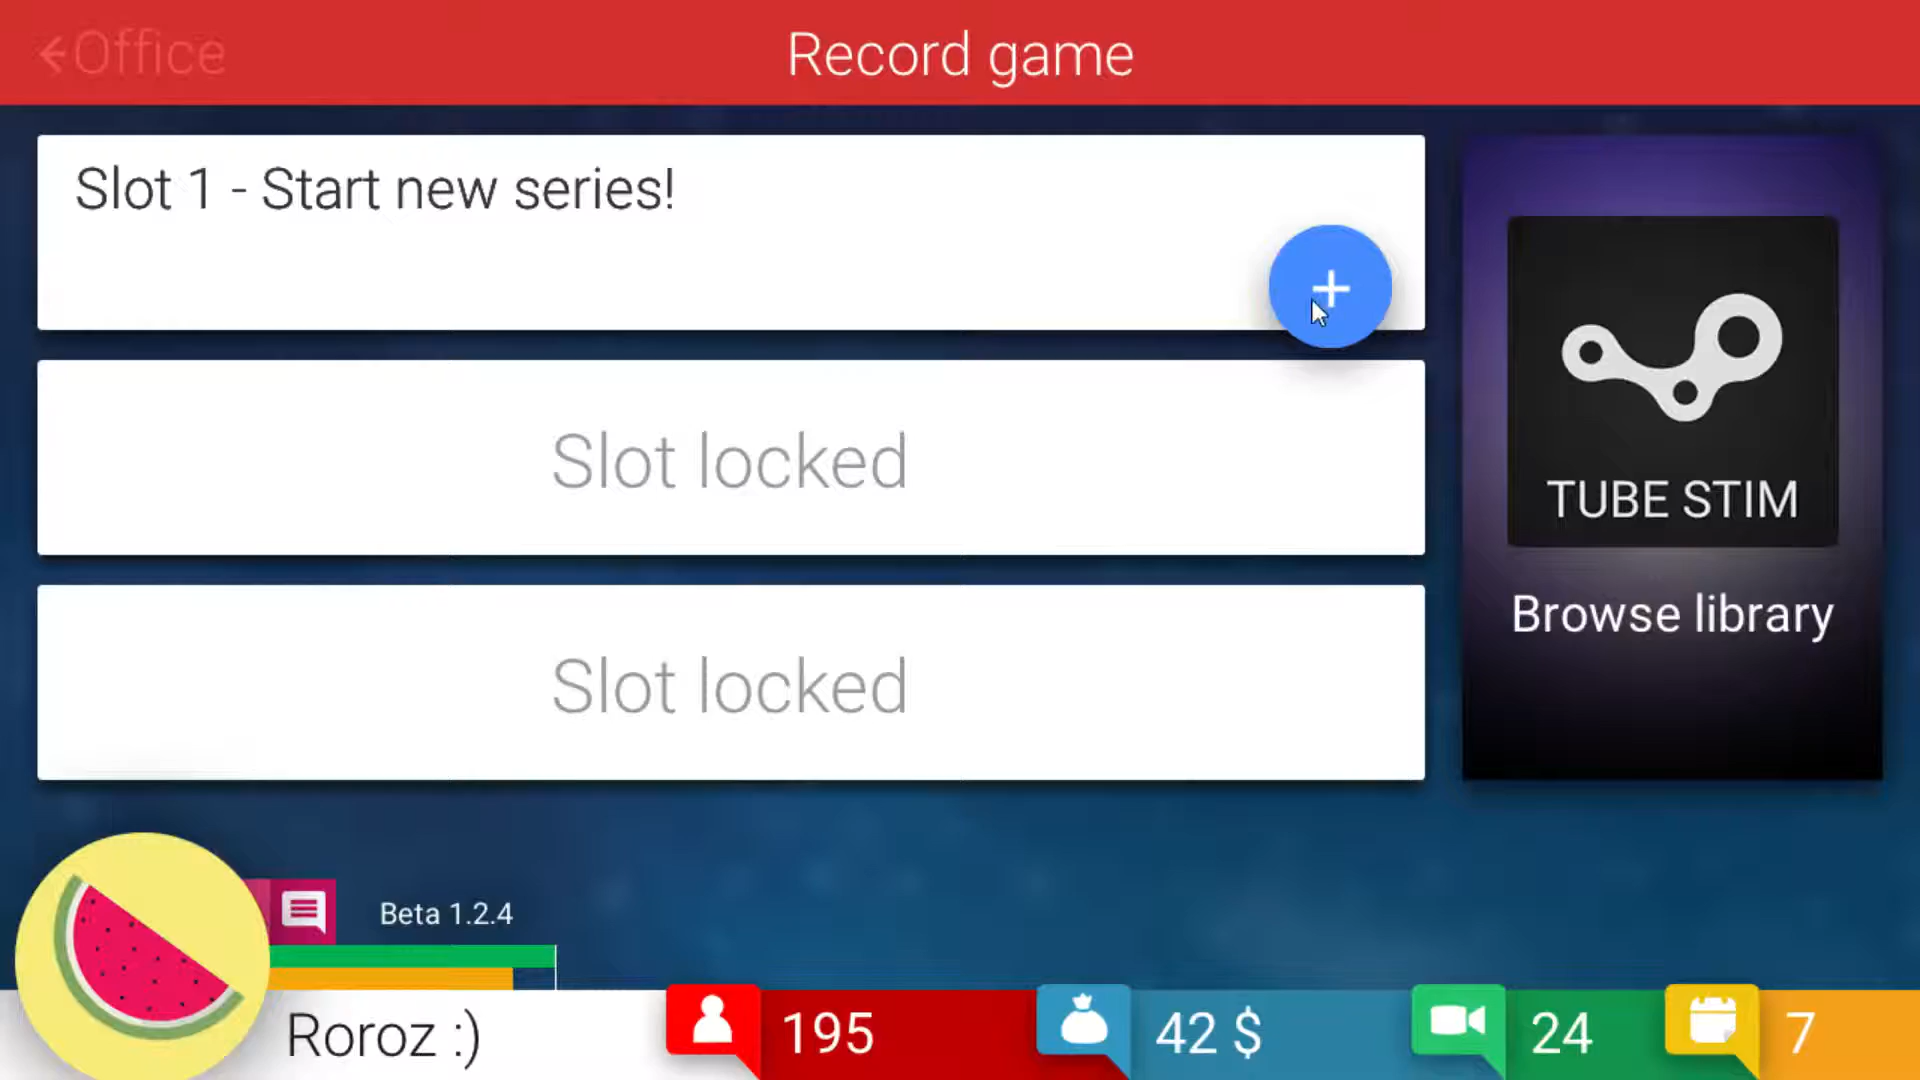 Office
Record game
Slot 1 - Start new series!
Slot locked
Slot locked
TUBE STIM
Browse library
Beta 1.2.4
Roroz :)
195
42 $
24
7